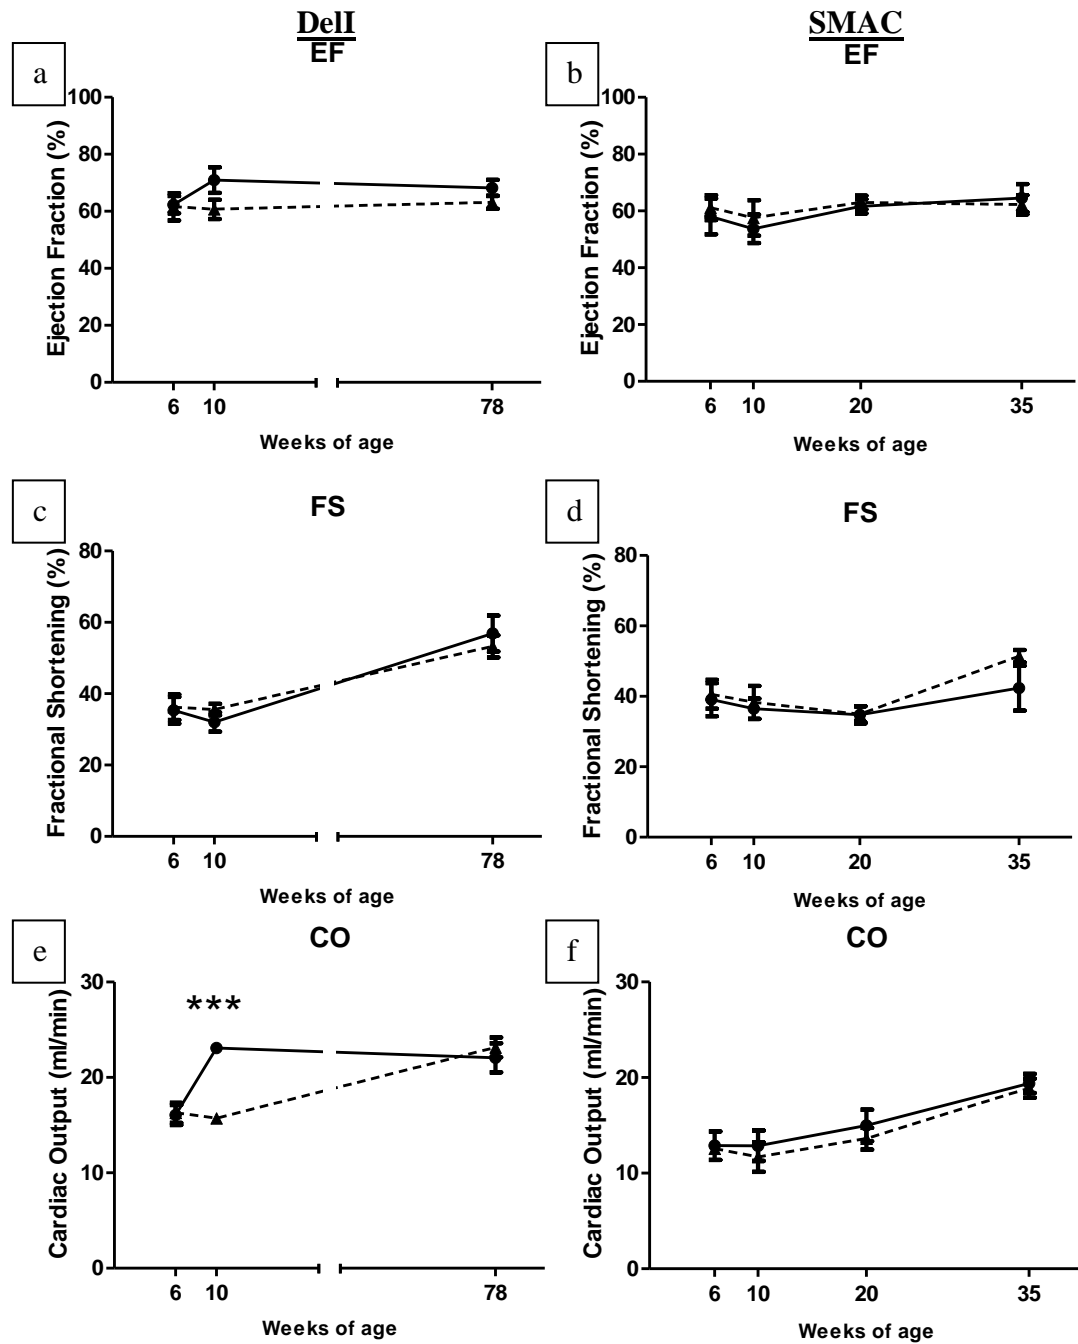 DelI
EF
a
100
80
60
40
20
0
Ejection Fraction (%)
6 10 78
Weeks of age
SMAC
EF
b
100
80
60
40
20
0
Ejection Fraction (%)
6 10 20 35
Weeks of age
c
FS
80
60
40
20
0
Fractional Shortening (%)
6 10 78
Weeks of age
d
FS
80
60
40
20
0
Fractional Shortening (%)
6 10 20 35
Weeks of age
e
CO
30
20
10
0
Cardiac Output (ml/min)
***
6 10 78
Weeks of age
f
CO
30
20
10
0
Cardiac Output (ml/min)
6 10 20 35
Weeks of age